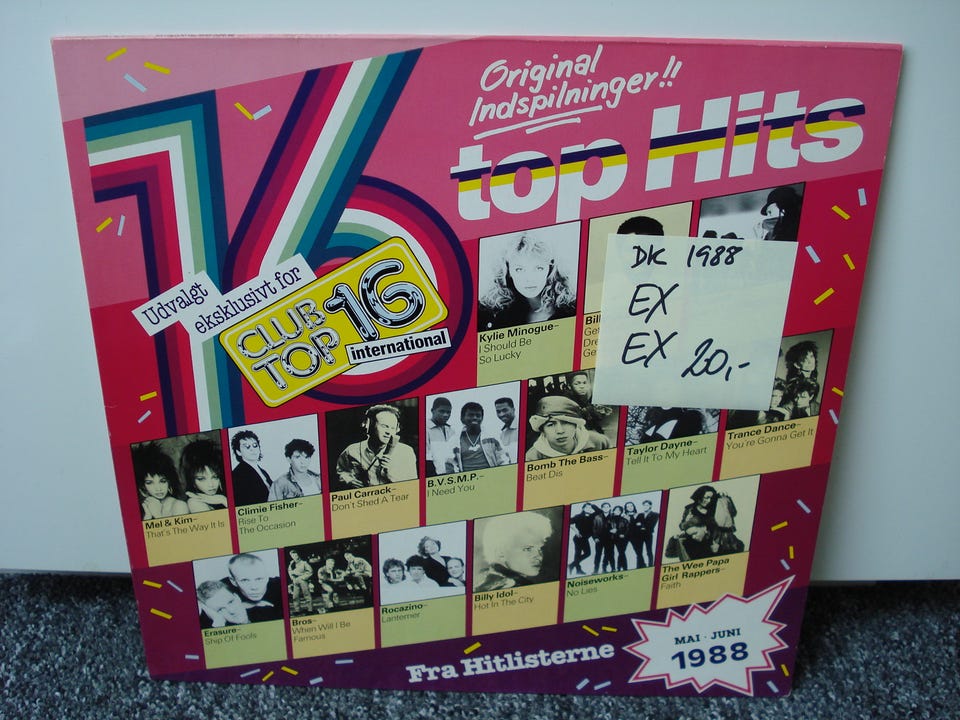 Original
Indspilninger!!
top Hits
16
Udvalgt
eksklusivt for
CLUB
TOP 16
international
Kylie Minogue–
I Should Be
So Lucky
Bill
Get
Dre
Get
DK 1988
EX
EX 20,-
Mel & Kim–
That's The Way It Is
Climie Fisher–
Rise To
The Occasion
Paul Carrack–
Don't Shed A Tear
B.V.S.M.P.–
I Need You
Bomb The Bass–
Beat Dis
Taylor Dayne–
Tell It To My Heart
Trance Dance–
You're Gonna Get It
Erasure–
Ship Of Fools
Bros–
When Will I Be
Famous
Rocazino–
Lanterner
Billy Idol–
Hot In The City
Noiseworks–
No Lies
The Wee Papa
Girl Rappers–
Faith
Fra Hitlisterne
MAI · JUNI
1988